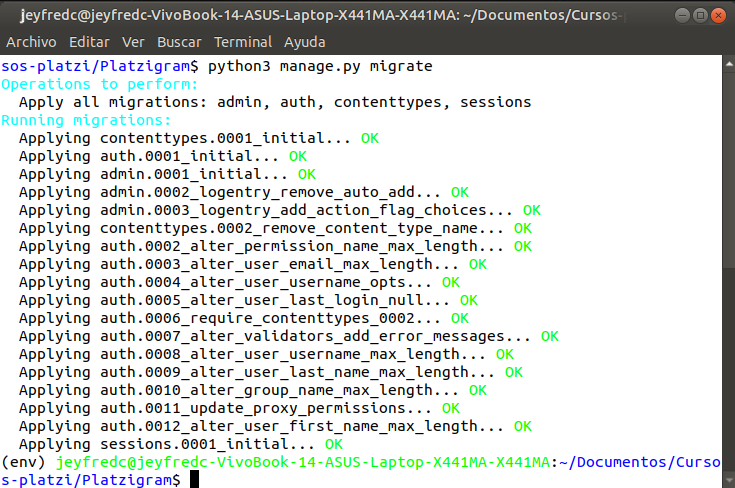 jeyfredc@jeyfredc-VivoBook-14-ASUS-Laptop-X441MA-X441MA: ~/Documentos/Cursos-
Archivo Editar Ver Buscar Terminal Ayuda
sos-platzi/Platzigram$ python3 manage.py migrate
Operations to perform:
  Apply all migrations: admin, auth, contenttypes, sessions
Running migrations:
  Applying contenttypes.0001_initial... OK
  Applying auth.0001_initial... OK
  Applying admin.0001_initial... OK
  Applying admin.0002_logentry_remove_auto_add... OK
  Applying admin.0003_logentry_add_action_flag_choices... OK
  Applying contenttypes.0002_remove_content_type_name... OK
  Applying auth.0002_alter_permission_name_max_length... OK
  Applying auth.0003_alter_user_email_max_length... OK
  Applying auth.0004_alter_user_username_opts... OK
  Applying auth.0005_alter_user_last_login_null... OK
  Applying auth.0006_require_contenttypes_0002... OK
  Applying auth.0007_alter_validators_add_error_messages... OK
  Applying auth.0008_alter_user_username_max_length... OK
  Applying auth.0009_alter_user_last_name_max_length... OK
  Applying auth.0010_alter_group_name_max_length... OK
  Applying auth.0011_update_proxy_permissions... OK
  Applying auth.0012_alter_user_first_name_max_length... OK
  Applying sessions.0001_initial... OK
(env) jeyfredc@jeyfredc-VivoBook-14-ASUS-Laptop-X441MA-X441MA:~/Documentos/Curso
s-platzi/Platzigram$